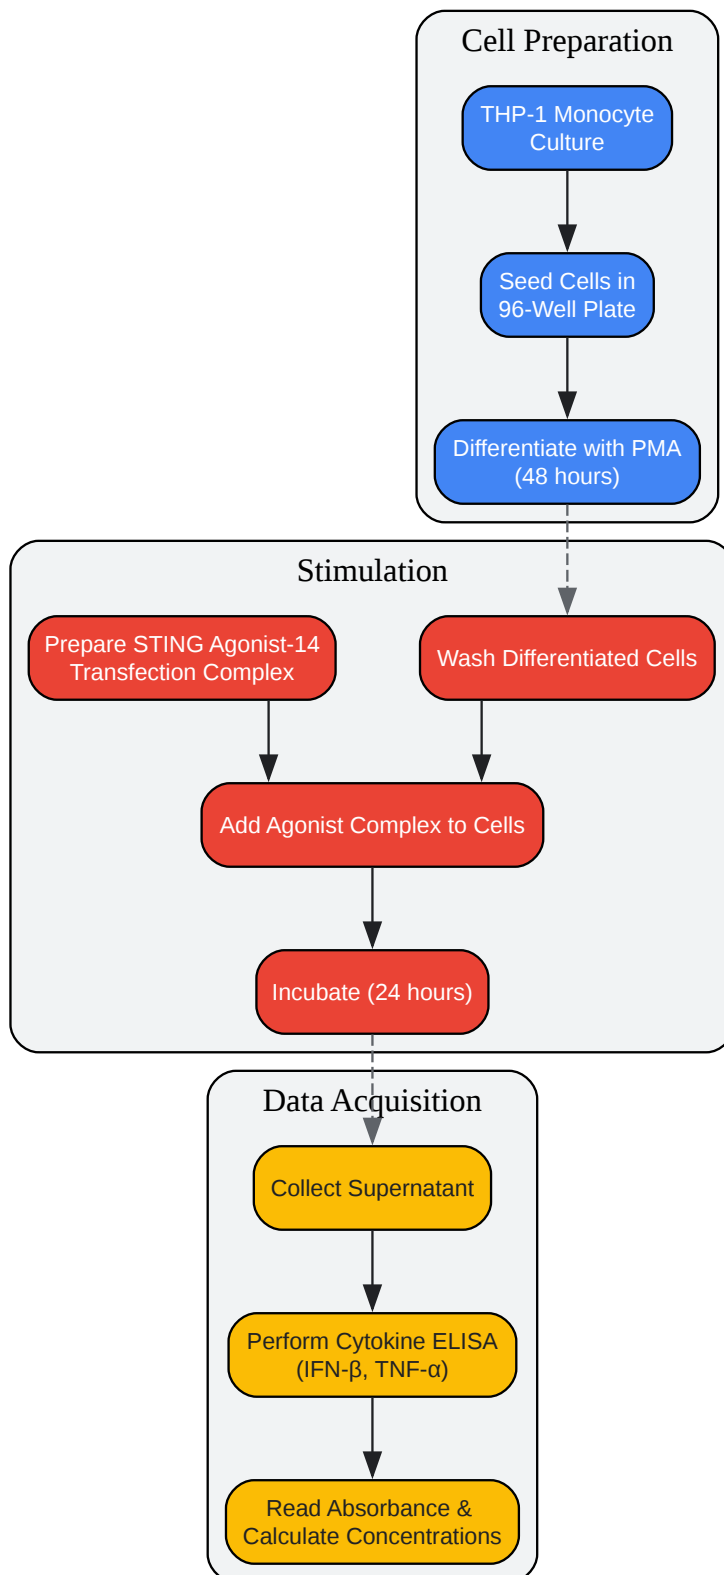 Cell Preparation
THP-1 Monocyte
Culture
Seed Cells in
96-Well Plate
Differentiate with PMA
(48 hours)
Stimulation
Prepare STING Agonist-14
Transfection Complex
Wash Differentiated Cells
Add Agonist Complex to Cells
Incubate (24 hours)
Data Acquisition
Collect Supernatant
Perform Cytokine ELISA
(IFN-β, TNF-α)
Read Absorbance &
Calculate Concentrations